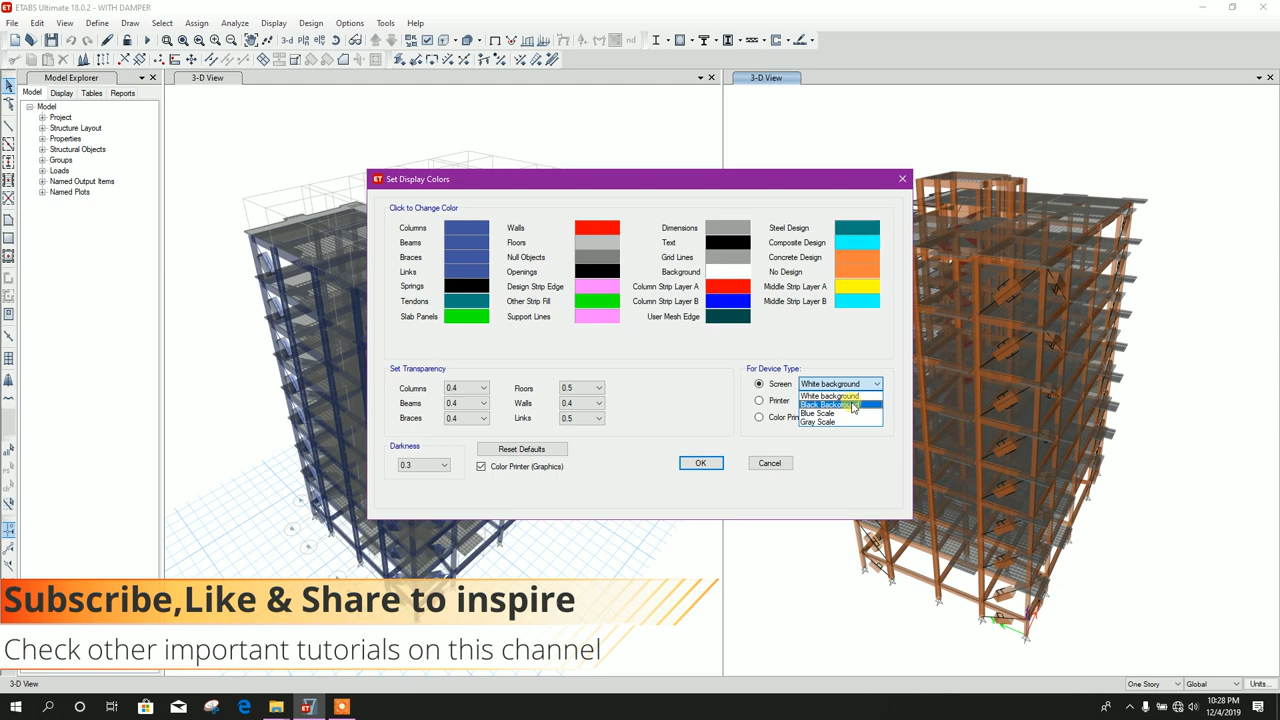 ETABS Ultimate 18.0.2 - WITH DAMPER
File Edit View Define Draw Select Assign Analyze Display Design Options Tools Help
3-d
nd
Model Explorer
3-D View
3-D View
Model Display Tables Reports
Model
Project
Structure Layout
Properties
Structural Objects
Groups
Loads
Named Output Items
Named Plots
Set Display Colors
Click to Change Color
Columns Walls Dimensions Steel Design
Beams Floors Text Composite Design
Braces Null Objects Grid Lines Concrete Design
Links Openings Background No Design
Springs Design Strip Edge Column Strip Layer A Middle Strip Layer A
Tendons Other Strip Fill Column Strip Layer B Middle Strip Layer B
Slab Panels Support Lines User Mesh Edge
Set Transparency
For Device Type:
Columns 0.4 Floors 0.5
Beams 0.4 Walls 0.4
Braces 0.4 Links 0.5
Screen White background
White background
Printer Black Background
Blue Scale
Color Prin Gray Scale
Darkness
0.3
Reset Defaults
Color Printer (Graphics)
OK Cancel
Subscribe,Like & Share to inspire
Check other important tutorials on this channel
3-D View
One Story Global Units...
10:28 PM
12/4/2019